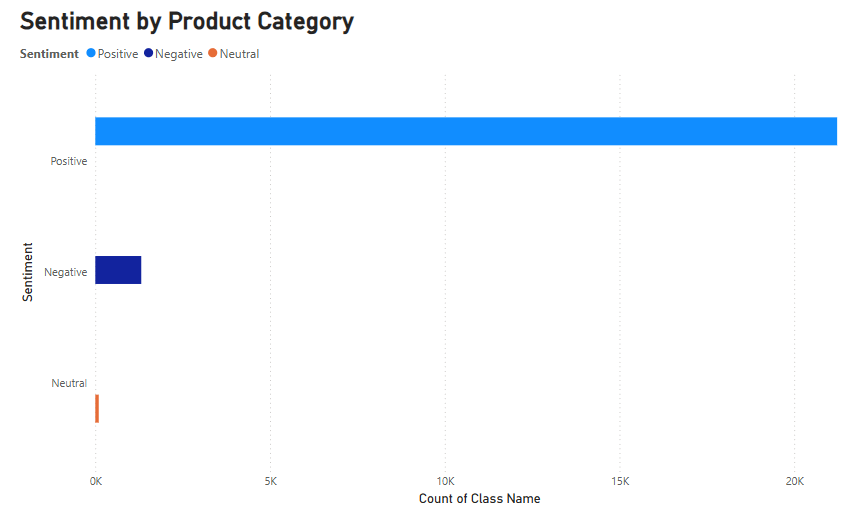 Sentiment by Product Category
Sentiment Positive Negative Neutral
Positive
Negative
Neutral
Sentiment
0K 5K 10K 15K 20K
Count of Class Name